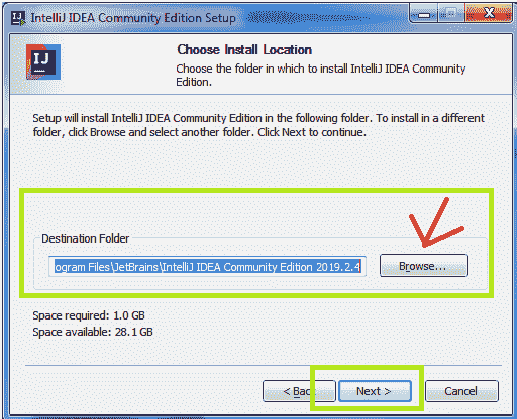 IntelliJ IDEA Community Edition Setup
IJ
Choose Install Location
Choose the folder in which to install IntelliJ IDEA Community
Edition.
Setup will install IntelliJ IDEA Community Edition in the following folder. To install in a different
folder, click Browse and select another folder. Click Next to continue.
Destination Folder
ogram Files\JetBrains\IntelliJ IDEA Community Edition 2019.2.4
Browse...
Space required: 1.0 GB
Space available: 28.1 GB
< Back
Next >
Cancel